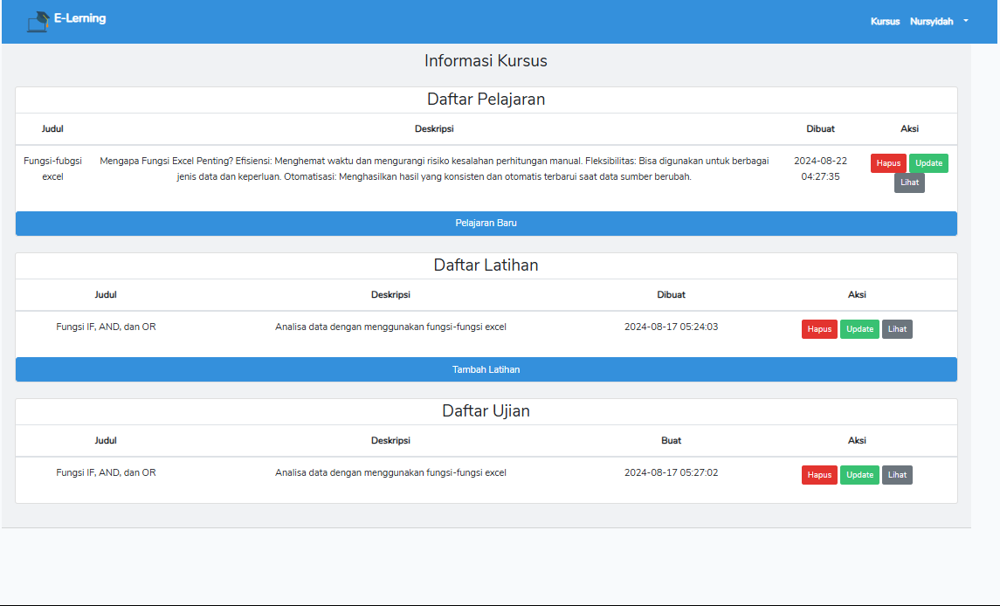 E-Lerning
Kursus Nursyidah
Informasi Kursus
Daftar Pelajaran
Judul Deskripsi Dibuat Aksi
Fungsi-fubgsi excel Mengapa Fungsi Excel Penting? Efisiensi: Menghemat waktu dan mengurangi risiko kesalahan perhitungan manual. Fleksibilitas: Bisa digunakan untuk berbagai jenis data dan keperluan. Otomatisasi: Menghasilkan hasil yang konsisten dan otomatis terbarui saat data sumber berubah. 2024-08-22 04:27:35 Hapus Update Lihat
Pelajaran Baru
Daftar Latihan
Judul Deskripsi Dibuat Aksi
Fungsi IF, AND, dan OR Analisa data dengan menggunakan fungsi-fungsi excel 2024-08-17 05:24:03 Hapus Update Lihat
Tambah Latihan
Daftar Ujian
Judul Deskripsi Buat Aksi
Fungsi IF, AND, dan OR Analisa data dengan menggunakan fungsi-fungsi excel 2024-08-17 05:27:02 Hapus Update Lihat